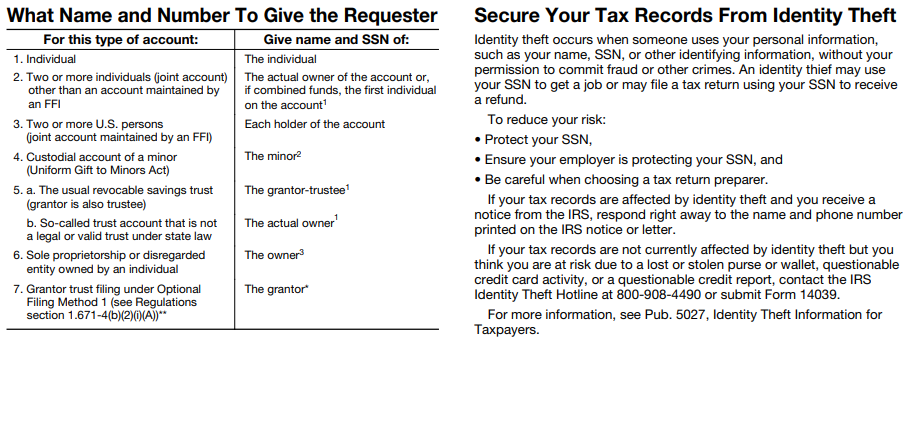 What Name and Number To Give the Requester
For this type of account: Give name and SSN of:
1. Individual The individual
2. Two or more individuals (joint account) The actual owner of the account or,
other than an account maintained by if combined funds, the first individual
an FFI on the account1
3. Two or more U.S. persons Each holder of the account
(joint account maintained by an FFI)
4. Custodial account of a minor The minor2
(Uniform Gift to Minors Act)
5. a. The usual revocable savings trust The grantor-trustee1
(grantor is also trustee)
b. So-called trust account that is not The actual owner1
a legal or valid trust under state law
6. Sole proprietorship or disregarded The owner3
entity owned by an individual
7. Grantor trust filing under Optional The grantor*
Filing Method 1 (see Regulations
section 1.671-4(b)(2)(i)(A))**
Secure Your Tax Records From Identity Theft
Identity theft occurs when someone uses your personal information,
such as your name, SSN, or other identifying information, without your
permission to commit fraud or other crimes. An identity thief may use
your SSN to get a job or may file a tax return using your SSN to receive
a refund.
To reduce your risk:
• Protect your SSN,
• Ensure your employer is protecting your SSN, and
• Be careful when choosing a tax return preparer.
If your tax records are affected by identity theft and you receive a
notice from the IRS, respond right away to the name and phone number
printed on the IRS notice or letter.
If your tax records are not currently affected by identity theft but you
think you are at risk due to a lost or stolen purse or wallet, questionable
credit card activity, or a questionable credit report, contact the IRS
Identity Theft Hotline at 800-908-4490 or submit Form 14039.
For more information, see Pub. 5027, Identity Theft Information for
Taxpayers.